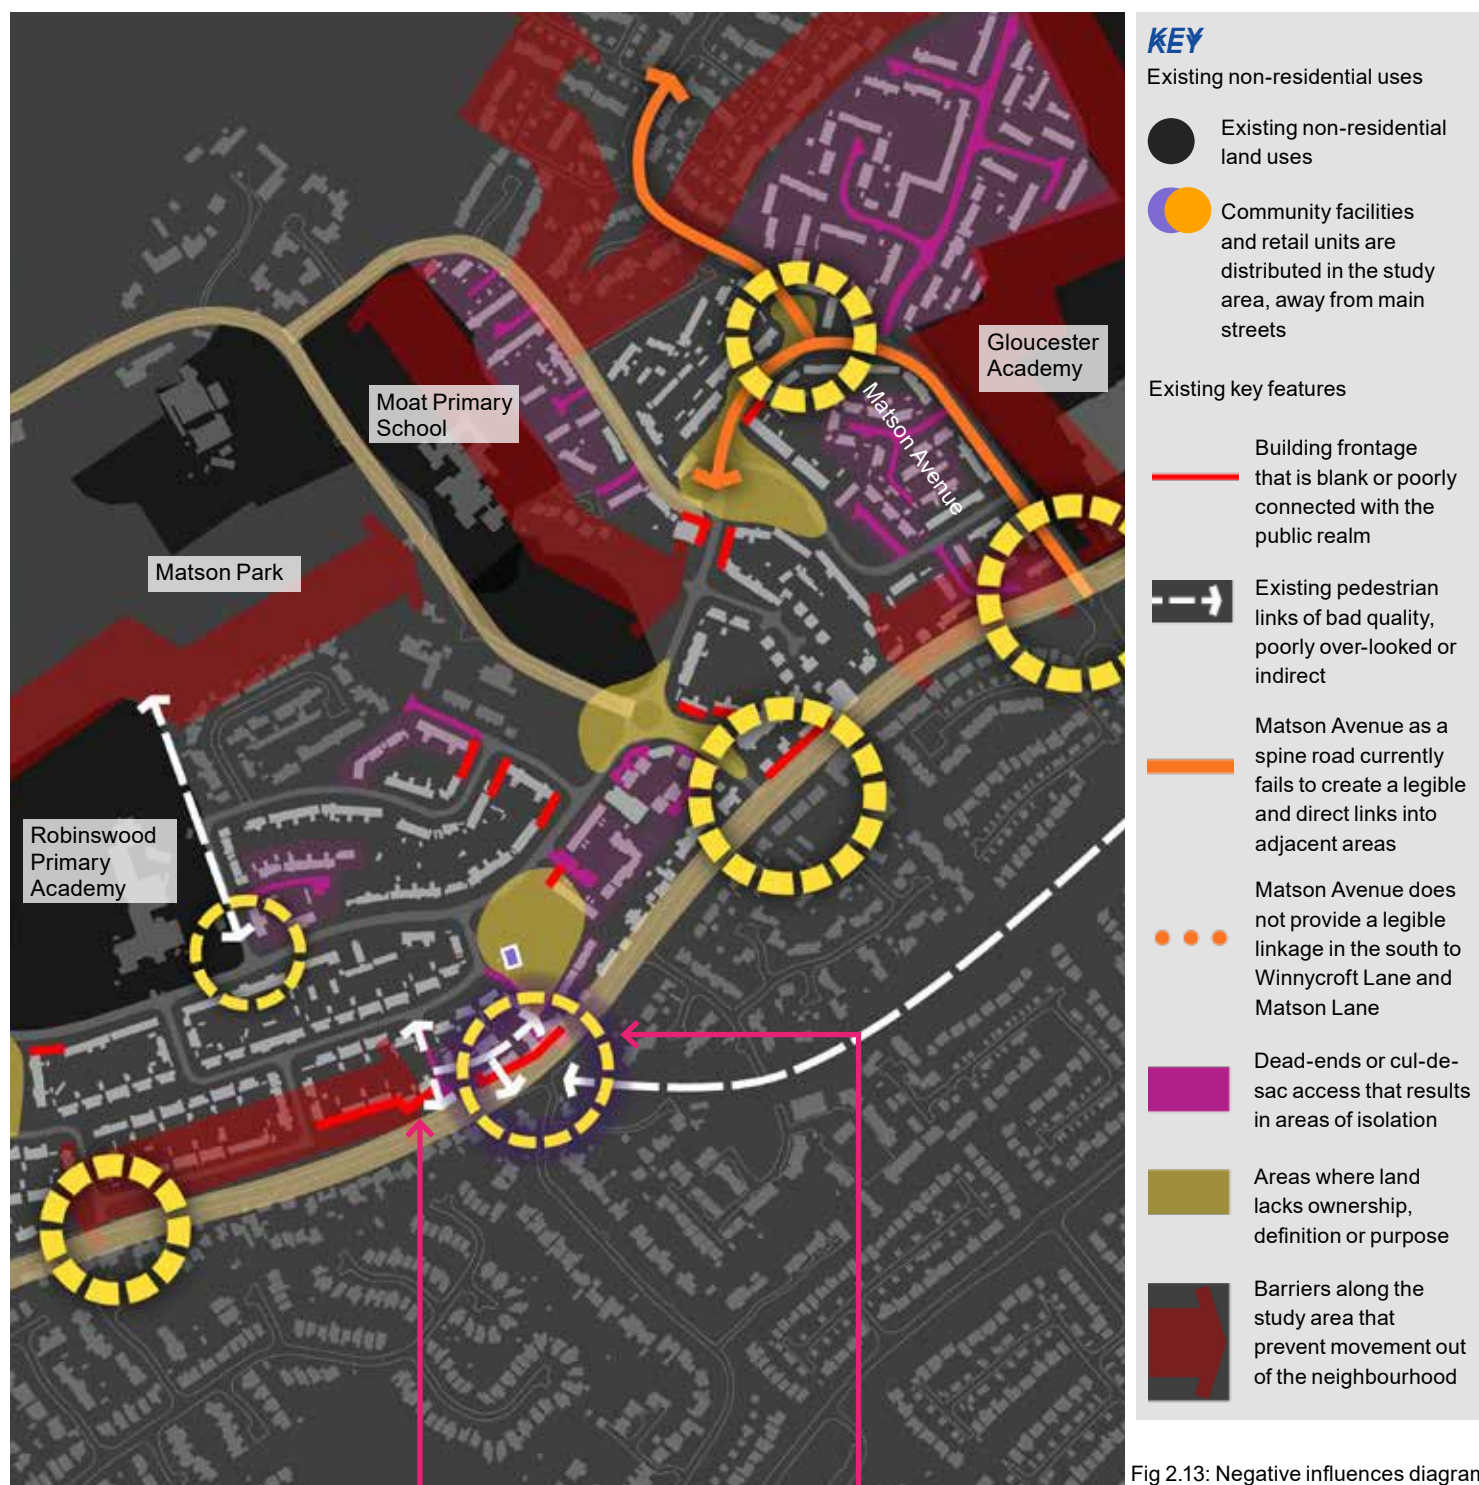 Gloucester
Academy
Moat Primary
School
Matson Avenue
Matson Park
Robinswood
Primary
Academy
KEY
Existing non-residential uses
Existing non-residential
land uses
Community facilities
and retail units are
distributed in the study
area, away from main
streets
Existing key features
Building frontage
that is blank or poorly
connected with the
public realm
Existing pedestrian
links of bad quality,
poorly over-looked or
indirect
Matson Avenue as a
spine road currently
fails to create a legible
and direct links into
adjacent areas
Matson Avenue does
not provide a legible
linkage in the south to
Winnycroft Lane and
Matson Lane
Dead-ends or cul-de-
sac access that results
in areas of isolation
Areas where land
lacks ownership,
definition or purpose
Barriers along the
study area that
prevent movement out
of the neighbourhood
Fig 2.13: Negative influences diagram